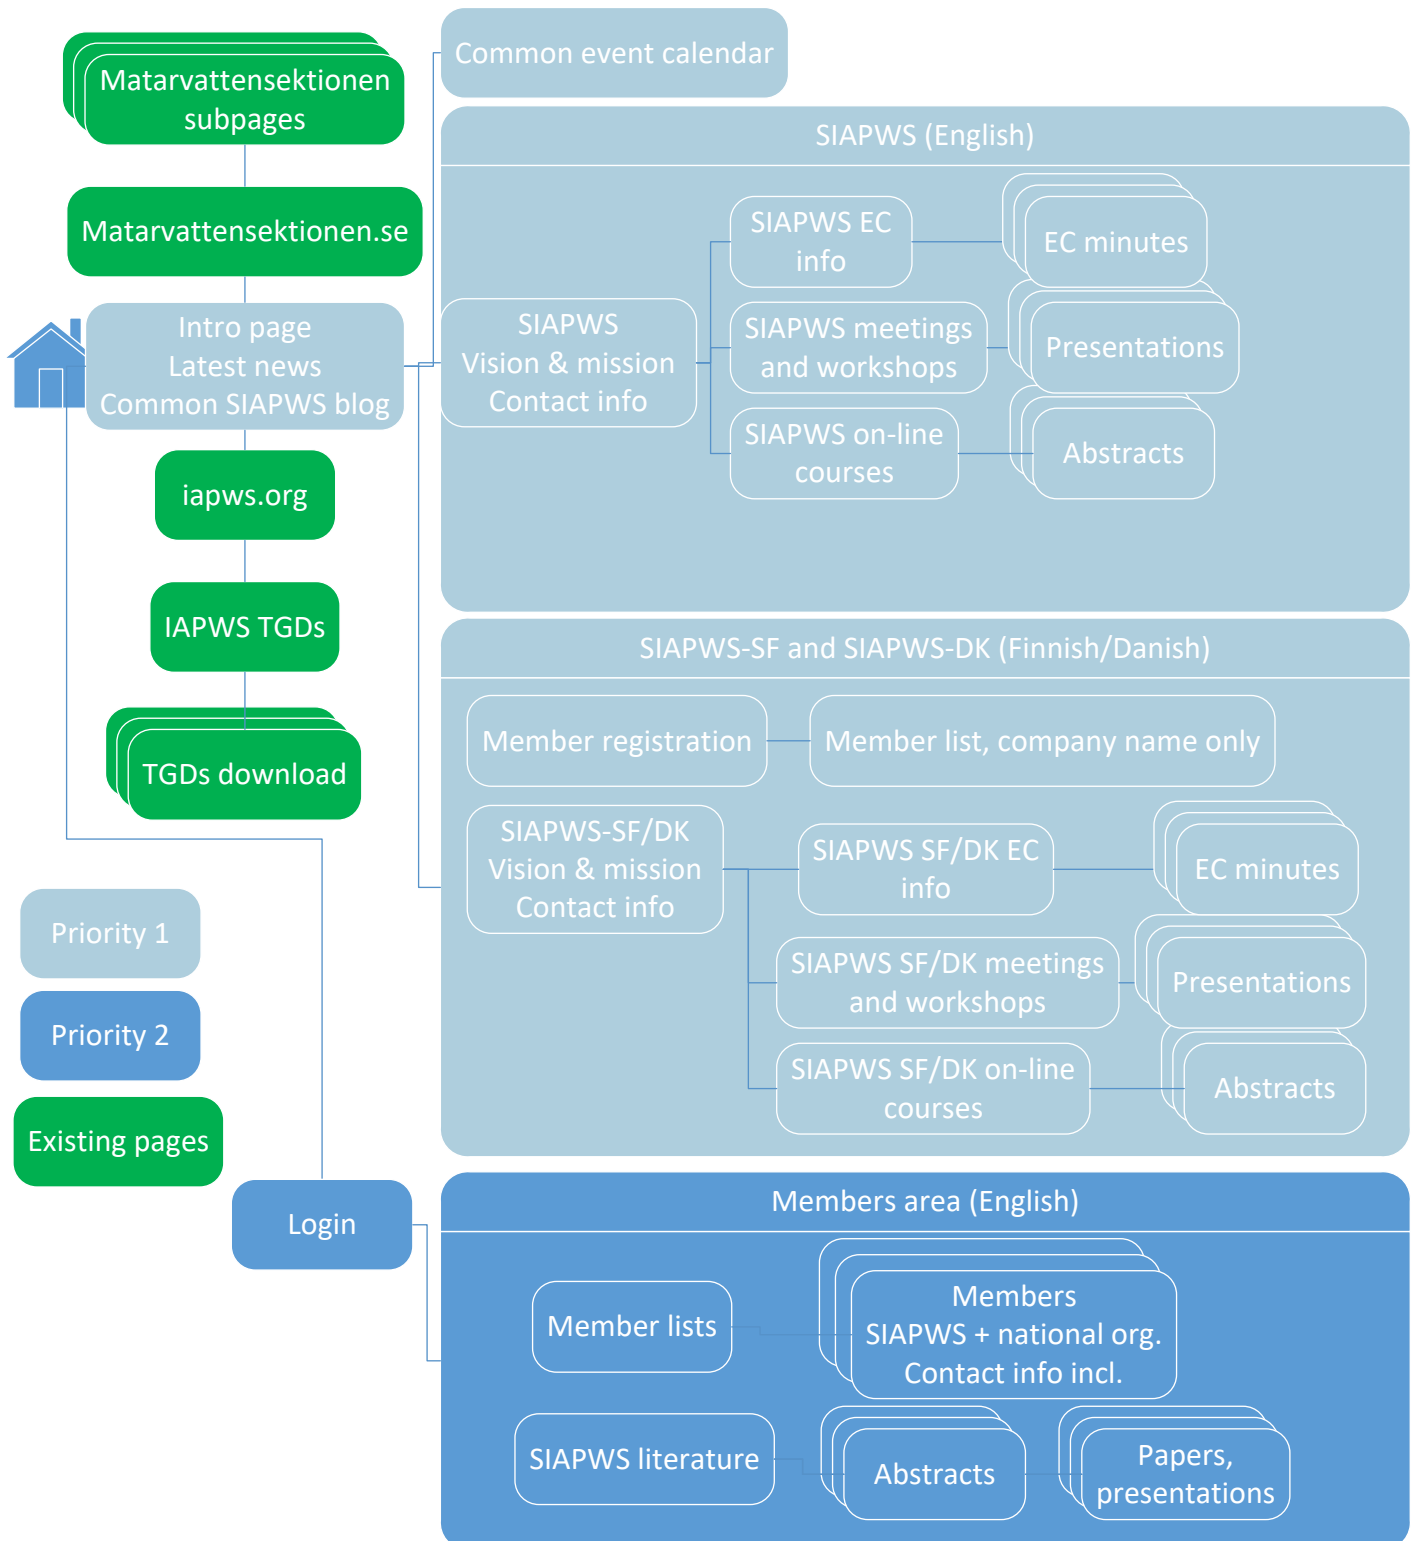 Matarvattensektionen
subpages
Matarvattensektionen.se
Intro page
Latest news
Common SIAPWS blog
iapws.org
IAPWS TGDs
TGDs download
Priority 1
Priority 2
Existing pages
Login
Common event calendar
SIAPWS (English)
SIAPWS
Vision & mission
Contact info
SIAPWS EC
info
EC minutes
SIAPWS meetings
and workshops
Presentations
SIAPWS on-line
courses
Abstracts
SIAPWS-SF and SIAPWS-DK (Finnish/Danish)
Member registration
Member list, company name only
SIAPWS-SF/DK
Vision & mission
Contact info
SIAPWS SF/DK EC
info
EC minutes
SIAPWS SF/DK meetings
and workshops
Presentations
SIAPWS SF/DK on-line
courses
Abstracts
Members area (English)
Member lists
Members
SIAPWS + national org.
Contact info incl.
SIAPWS literature
Abstracts
Papers,
presentations